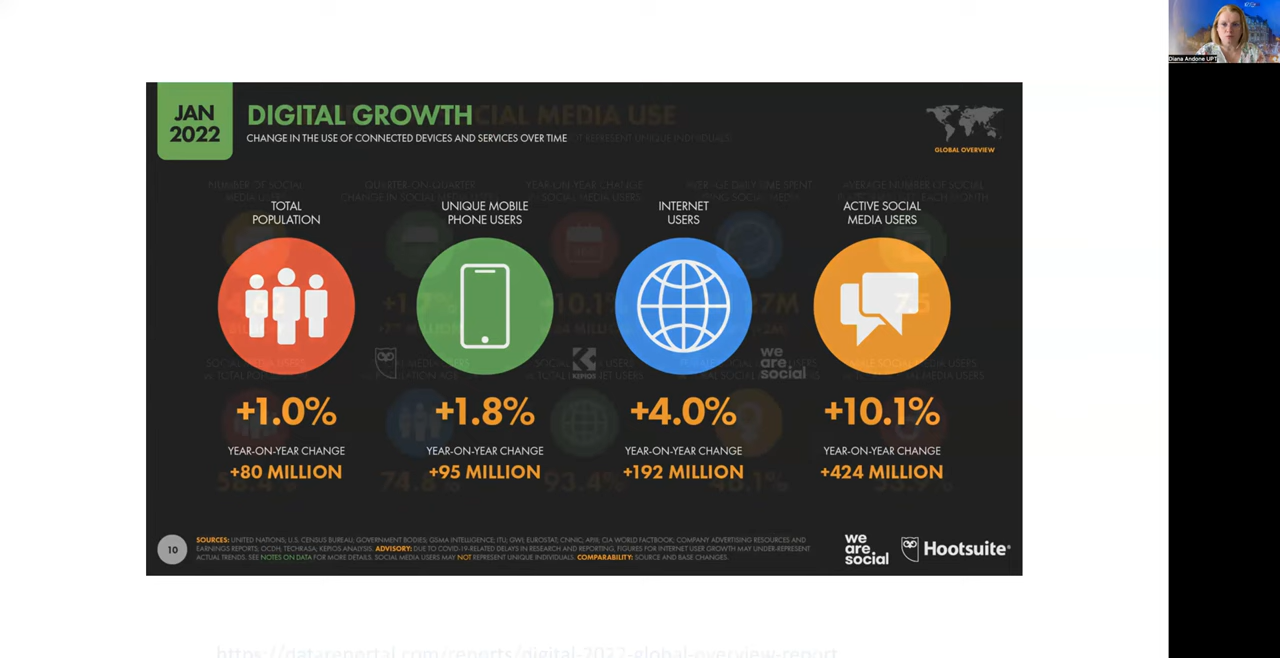 Diana Andone UPT
JAN
2022
DIGITAL GROWTH
CHANGE IN THE USE OF CONNECTED DEVICES AND SERVICES OVER TIME
GLOBAL OVERVIEW
TOTAL
POPULATION
UNIQUE MOBILE
PHONE USERS
INTERNET
USERS
ACTIVE SOCIAL
MEDIA USERS
+1.0%
+1.8%
+4.0%
+10.1%
YEAR-ON-YEAR CHANGE
YEAR-ON-YEAR CHANGE
YEAR-ON-YEAR CHANGE
YEAR-ON-YEAR CHANGE
+80 MILLION
+95 MILLION
+192 MILLION
+424 MILLION
10
SOURCES: UNITED NATIONS; U.S. CENSUS BUREAU; GOVERNMENT BODIES; GSMA INTELLIGENCE; ITU; GWI; EUROSTAT; CNNIC; APJII; CIA WORLD FACTBOOK; COMPANY ADVERTISING RESOURCES AND
EARNINGS REPORTS; OCDH; TECHRASA; KEPIOS ANALYSIS. ADVISORY: DUE TO COVID-19-RELATED DELAYS IN RESEARCH AND REPORTING, FIGURES FOR INTERNET USER GROWTH MAY UNDER-REPRESENT
ACTUAL TRENDS. SEE NOTES ON DATA FOR MORE DETAILS. SOCIAL MEDIA USERS MAY NOT REPRESENT UNIQUE INDIVIDUALS. COMPARABILITY: SOURCE AND BASE CHANGES.
we
are
social
Hootsuite®
we
are
social
KEPIOS
https://datareportal.com/reports/digital-2022-global-overview-report